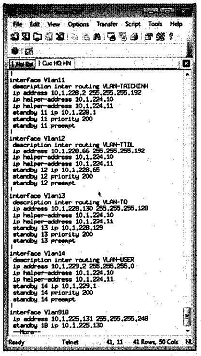 File Edit View Options Transfer Script Tools Help
interface Vlan11
description inter routing VLAN-TAICHINH
ip address 10.1.228.2 255.255.255.192
ip helper-address 10.1.224.10
ip helper-address 10.1.224.11
standby 11 ip 10.1.228.1
standby 11 priority 200
standby 11 preempt
!
interface Vlan12
description inter routing VLAN-TTDL
ip address 10.1.228.66 255.255.255.192
ip helper-address 10.1.224.10
ip helper-address 10.1.224.11
standby 12 ip 10.1.228.65
standby 12 priority 200
standby 12 preempt
!
interface Vlan13
description inter routing VLAN-TD
ip address 10.1.228.130 255.255.255.128
ip helper-address 10.1.224.10
ip helper-address 10.1.224.11
standby 13 ip 10.1.228.129
standby 13 priority 200
standby 13 preempt
!
interface Vlan14
description inter routing VLAN-USER
ip address 10.1.229.2 255.255.255.0
ip helper-address 10.1.224.10
ip helper-address 10.1.224.11
standby 14 ip 10.1.229.1
standby 14 priority 200
standby 14 preempt
!
interface Vlan918
ip address 10.1.225.131 255.255.255.248
standby 18 ip 10.1.225.130
--More--
Ready Telnet 41, 11 41 Rows, 50 Cols